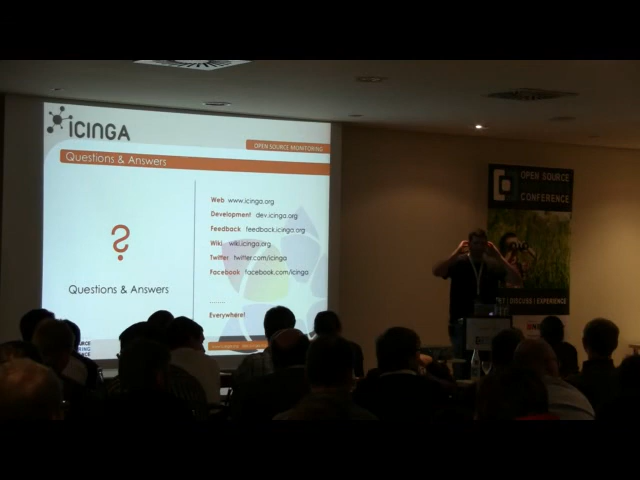 ICINGA
OPEN SOURCE MONITORING
Questions & Answers
?
Questions & Answers
Web www.icinga.org
Development dev.icinga.org
Feedback feedback.icinga.org
Wiki wiki.icinga.org
Twitter twitter.com/icinga
Facebook facebook.com/icinga
........
Everywhere!
OPEN SOURCE
CONFERENCE
DISCUSS | EXPERIENCE